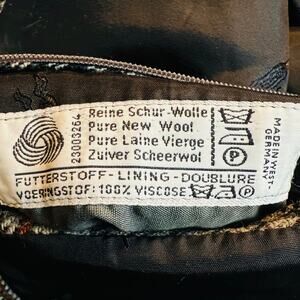 23003264
Reine Schur-Wolle
Pure New Wool
Pure Laine Vierge
Zuiver Scheerwol
FUTTERSTOFF-LINING-DOUBLURE
VOERINGSTOF: 100% VISCOSE
P
P
MADE IN WEST-
GERMANY